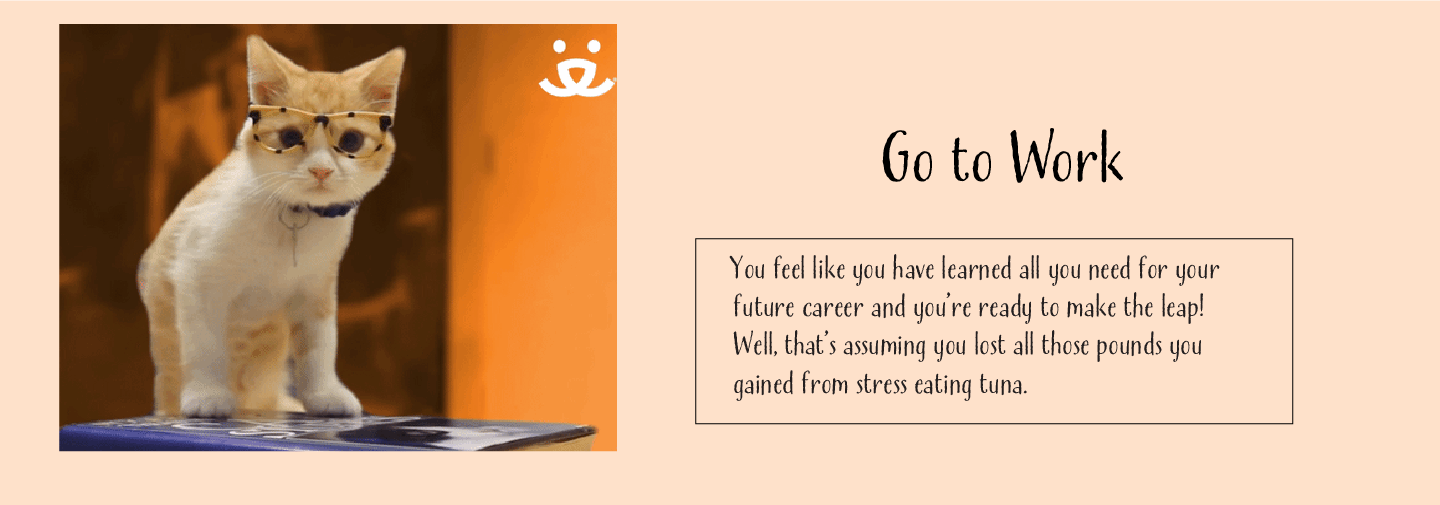 Go to Work
You feel like you have learned all you need for your
future career and you're ready to make the leap!
Well, that's assuming you lost all those pounds you
gained from stress eating tuna.